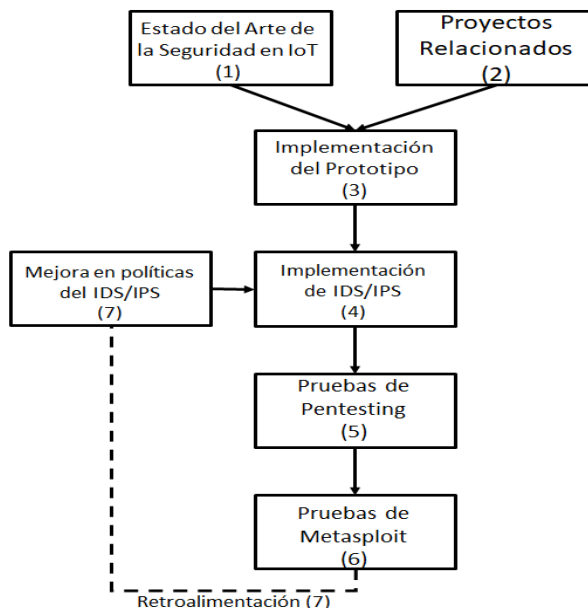 Estado del Arte de
la Seguridad en IoT
(1)
Proyectos
Relacionados
(2)
Implementación
del Prototipo
(3)
Mejora en políticas
del IDS/IPS
(7)
Implementación
de IDS/IPS
(4)
Pruebas de
Pentesting
(5)
Pruebas de
Metasploit
(6)
Retroalimentación (7)